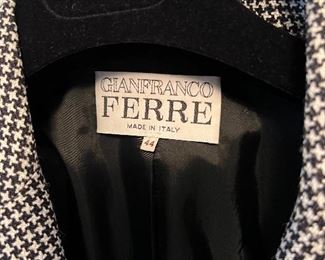 GIANFRANCO
FERRE
MADE IN ITALY
44